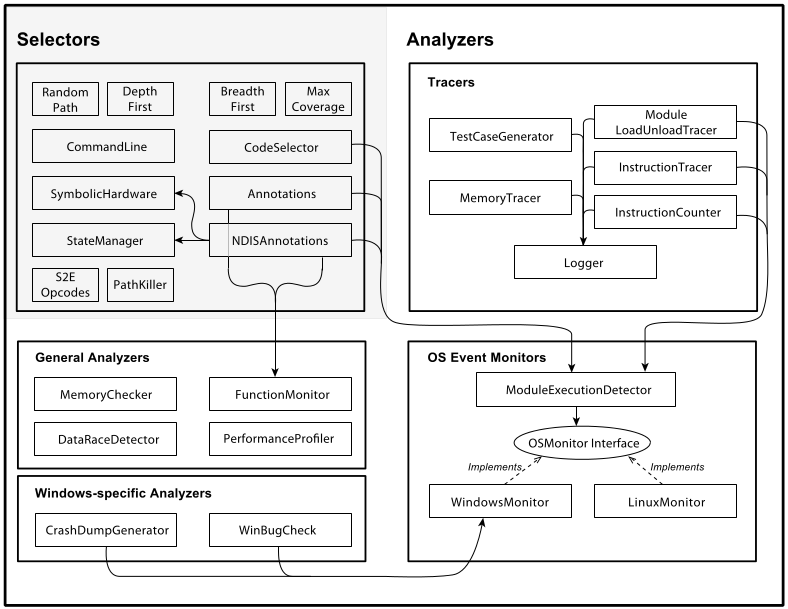 Selectors
Random
Path
Depth
First
Breadth
First
Max
Coverage
CommandLine
CodeSelector
SymbolicHardware
Annotations
StateManager
NDISAnnotations
S2E
Opcodes
PathKiller
Analyzers
Tracers
TestCaseGenerator
Module
LoadUnloadTracer
InstructionTracer
MemoryTracer
InstructionCounter
Logger
General Analyzers
MemoryChecker
FunctionMonitor
DataRaceDetector
PerformanceProfiler
OS Event Monitors
ModuleExecutionDetector
OSMonitor Interface
Implements
Implements
WindowsMonitor
LinuxMonitor
Windows-specific Analyzers
CrashDumpGenerator
WinBugCheck